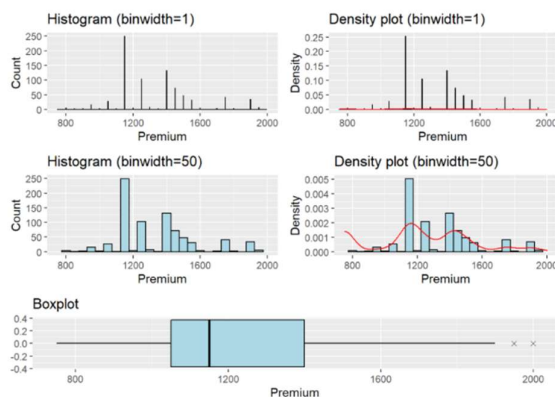 Histogram (binwidth=1)
Count
250
200
150
100
50
0
800 1200 1600 2000
Premium
Density plot (binwidth=1)
Density
0.25
0.20
0.15
0.10
0.05
0.00
800 1200 1600 2000
Premium
Histogram (binwidth=50)
Count
250
200
150
100
50
0
800 1200 1600 2000
Premium
Density plot (binwidth=50)
Density
0.005
0.004
0.003
0.002
0.001
0.000
800 1200 1600 2000
Premium
Boxplot
0.4
0.2
0.0
-0.2
-0.4
800 1200 1600 2000
Premium